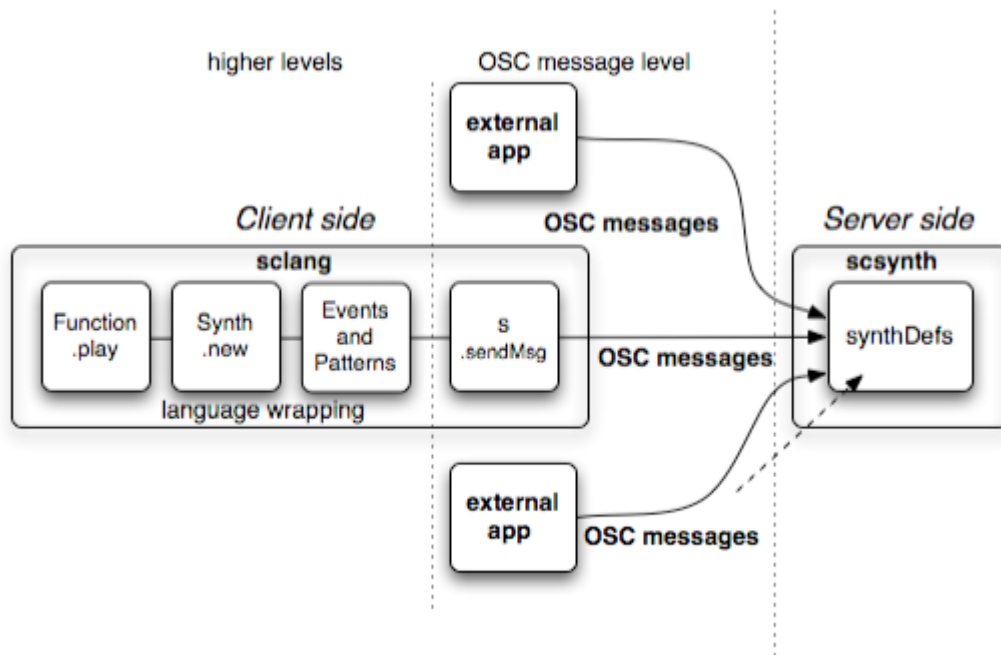 higher levels
OSC message level
external
app
OSC messages
Client side
Server side
sclang
scsynth
Function
.play
Synth
.new
Events
and
Patterns
s
.sendMsg
OSC messages
synthDefs
language wrapping
external
app
OSC messages